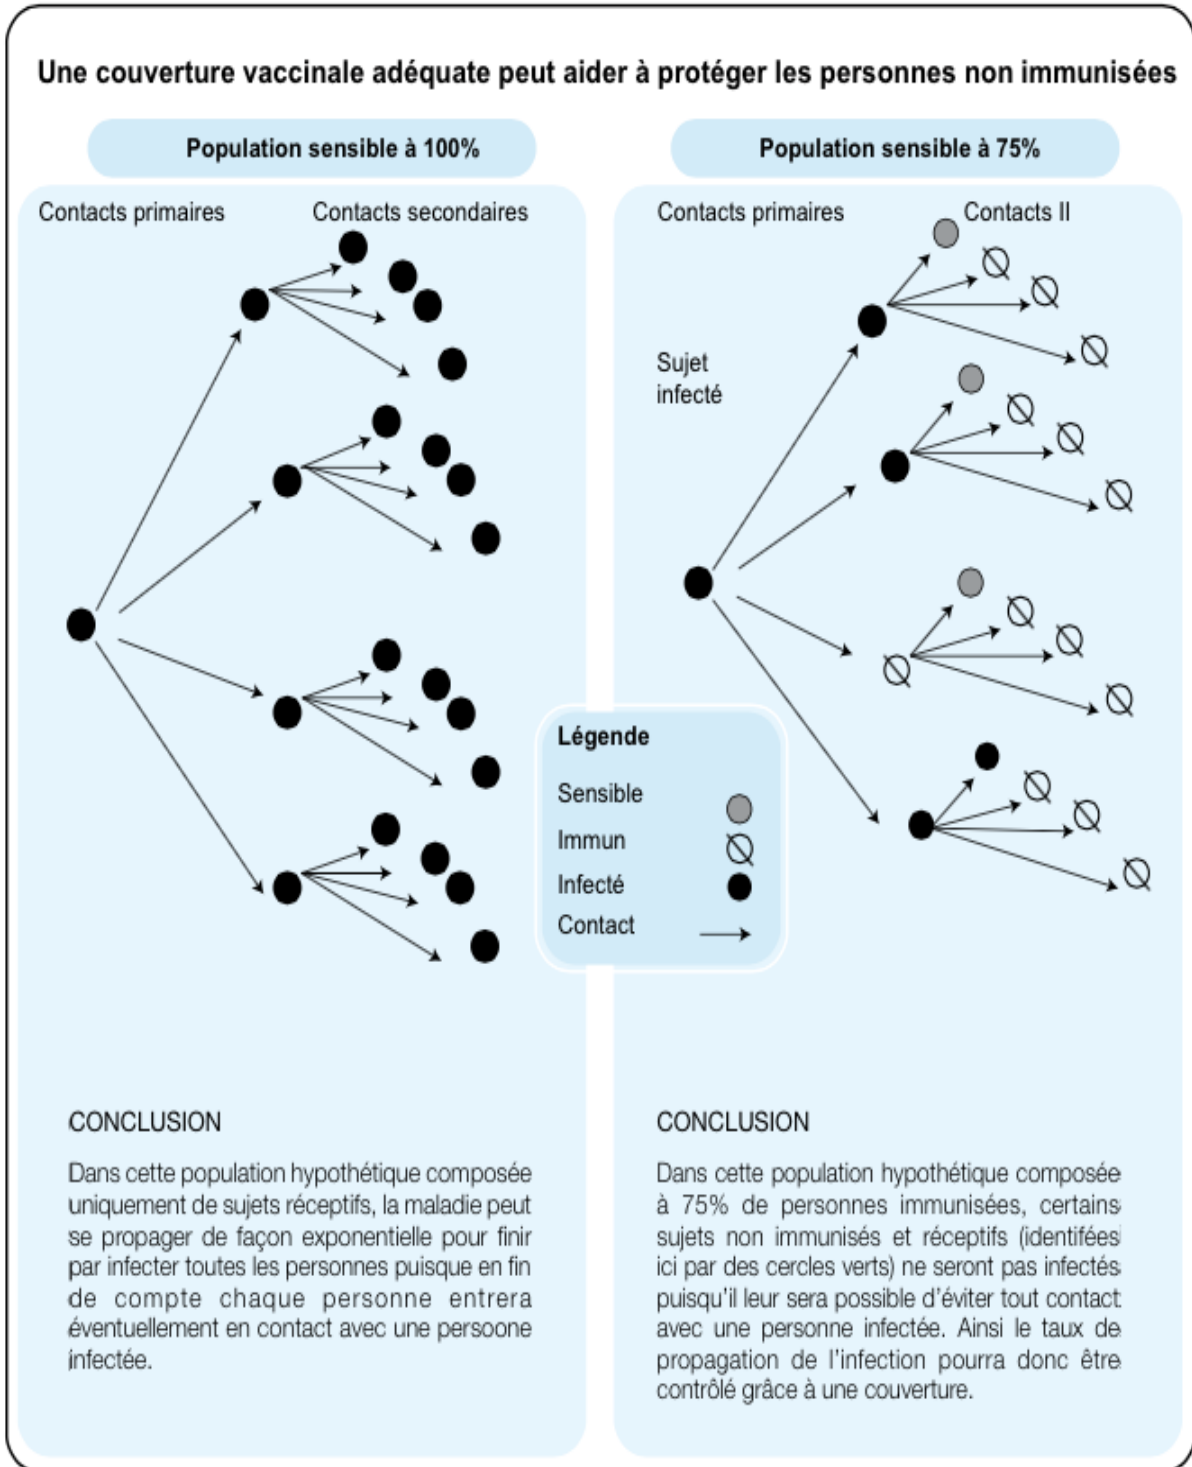 Une couverture vaccinale adéquate peut aider à protéger les personnes non immunisées
Population sensible à 100%
Contacts primaires
Contacts secondaires
Population sensible à 75%
Contacts primaires
Contacts II
Sujet
infecté
Légende
Sensible
Immun
Infecté
Contact
CONCLUSION
Dans cette population hypothétique composée
uniquement de sujets réceptifs, la maladie peut
se propager de façon exponentielle pour finir
par infecter toutes les personnes puisque en fin
de compte chaque personne entrera
éventuellement en contact avec une persoone
infectée.
CONCLUSION
Dans cette population hypothétique composée
à 75% de personnes immunisées, certains
sujets non immunisés et réceptifs (identifées
ici par des cercles verts) ne seront pas infectés
puisqu'il leur sera possible d'éviter tout contact
avec une personne infectée. Ainsi le taux de
propagation de l'infection pourra donc être
contrôlé grâce à une couverture.